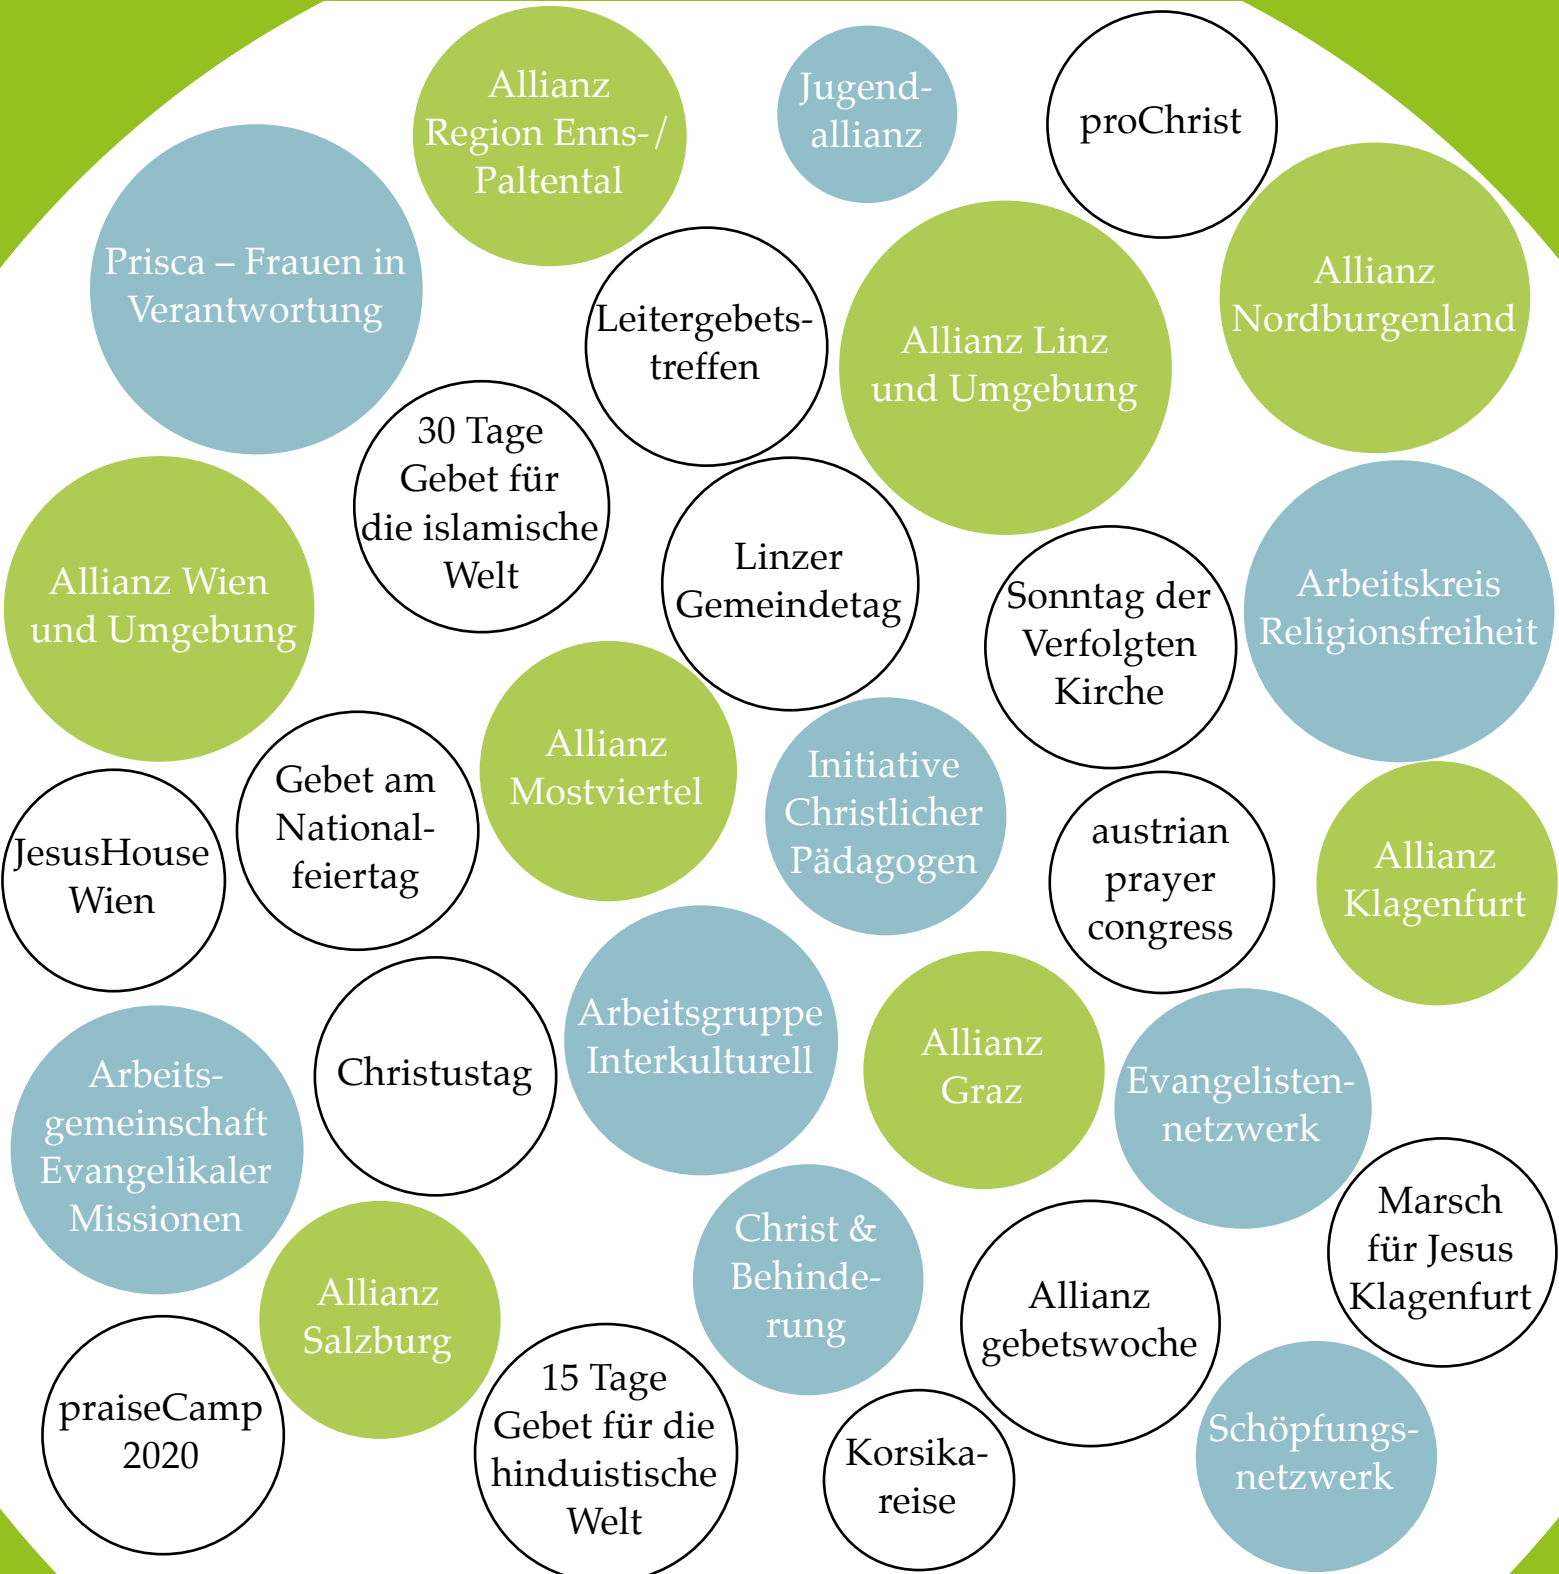 Allianz
Region Enns-/
Paltental
Jugend-
allianz
proChrist
Prisca – Frauen in
Verantwortung
Leitergebets-
treffen
Allianz Linz
und Umgebung
Allianz
Nordburgenland
30 Tage
Gebet für
die islamische
Welt
Allianz Wien
und Umgebung
Linzer
Gemeindetag
Sonntag der
Verfolgten
Kirche
Arbeitskreis
Religionsfreiheit
JesusHouse
Wien
Gebet am
National-
feiertag
Allianz
Mostviertel
Initiative
Christlicher
Pädagogen
austrian
prayer
congress
Allianz
Klagenfurt
Arbeits-
gemeinschaft
Evangelikaler
Missionen
Christustag
Arbeitsgruppe
Interkulturell
Allianz
Graz
Evangelisten-
netzwerk
Marsch
für Jesus
Klagenfurt
Allianz
Salzburg
Christ &
Behinde-
rung
Allianz
gebetswoche
praiseCamp
2020
15 Tage
Gebet für die
hinduistische
Welt
Korsika-
reise
Schöpfungs-
netzwerk